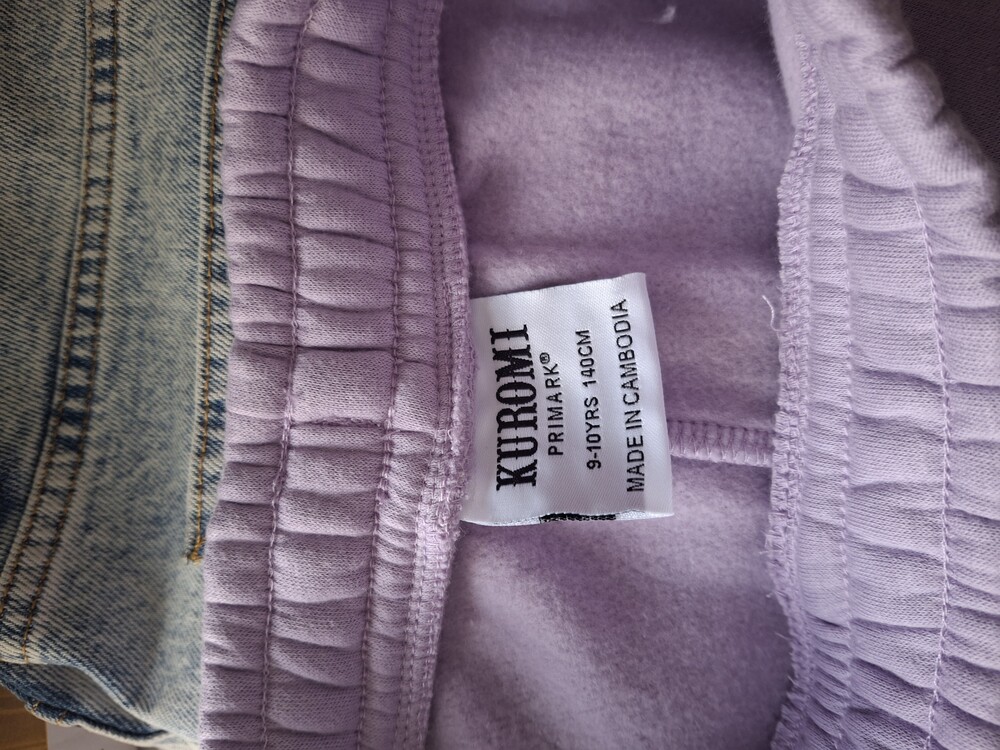 KUROMI
PRIMARK®
9-10YRS 140CM
MADE IN CAMBODIA